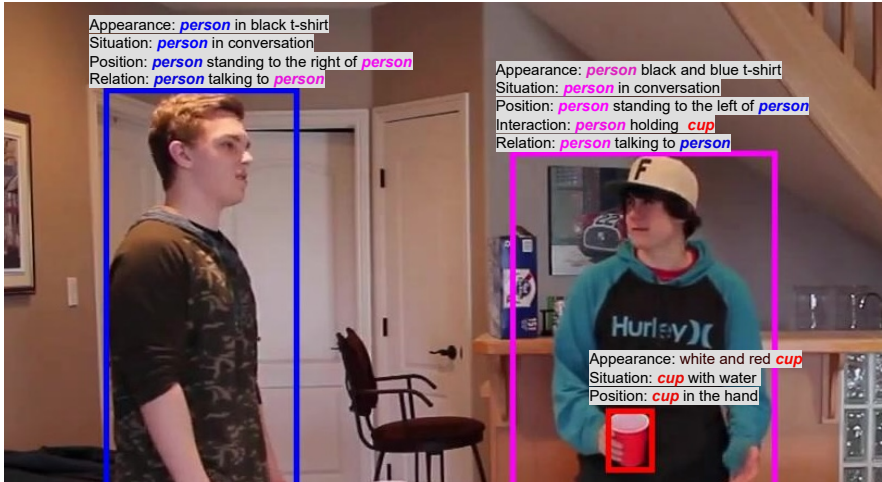 Appearance: person in black t-shirt
Situation: person in conversation
Position: person standing to the right of person
Relation: person talking to person
Appearance: person black and blue t-shirt
Situation: person in conversation
Position: person standing to the left of person
Interaction: person holding cup
Relation: person talking to person
F
Hurley
Appearance: white and red cup
Situation: cup with water
Position: cup in the hand